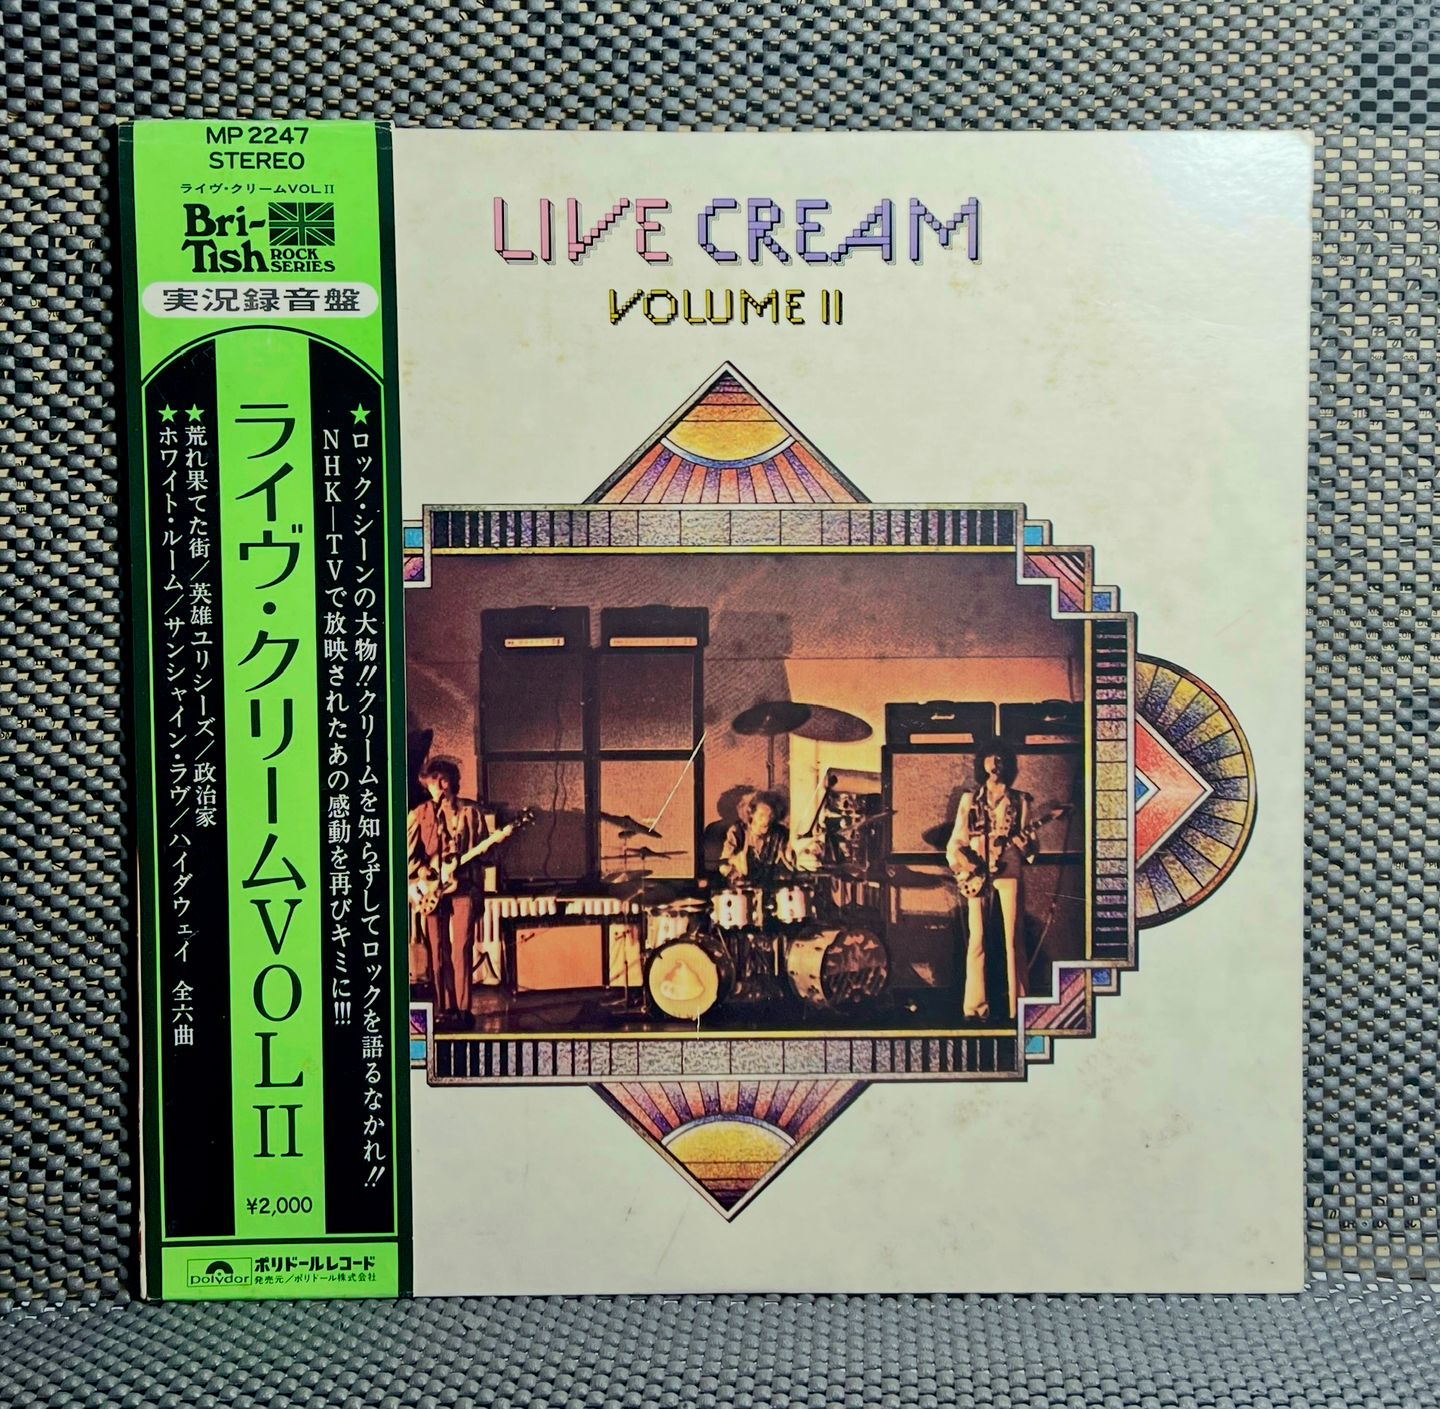 MP 2247
STEREO
ライヴ・クリームVOL II
Bri-
Tish
ROCK
SERIES
実況録音盤
★ロック・シーンの大物!!クリームを知らずしてロックを語るなかれ!!
NHK—TVで放映されたあの感動を再びキミに!!!
ライヴ・クリームVOL II
★荒れ果てた街/英雄ユリシーズ/政治家
★ホワイト・ルーム/サンシャイン・ラヴ/ハイダウェイ 全六曲
¥2,000
polydor
ポリドールレコード
発売元/ポリドール株式会社
LIVE CREAM
VOLUME II